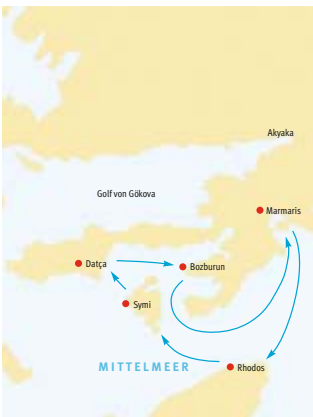 Akyaka
Golf von Gökova
Marmaris
Datça
Bozburun
Symi
MITTELMEER
Rhodos